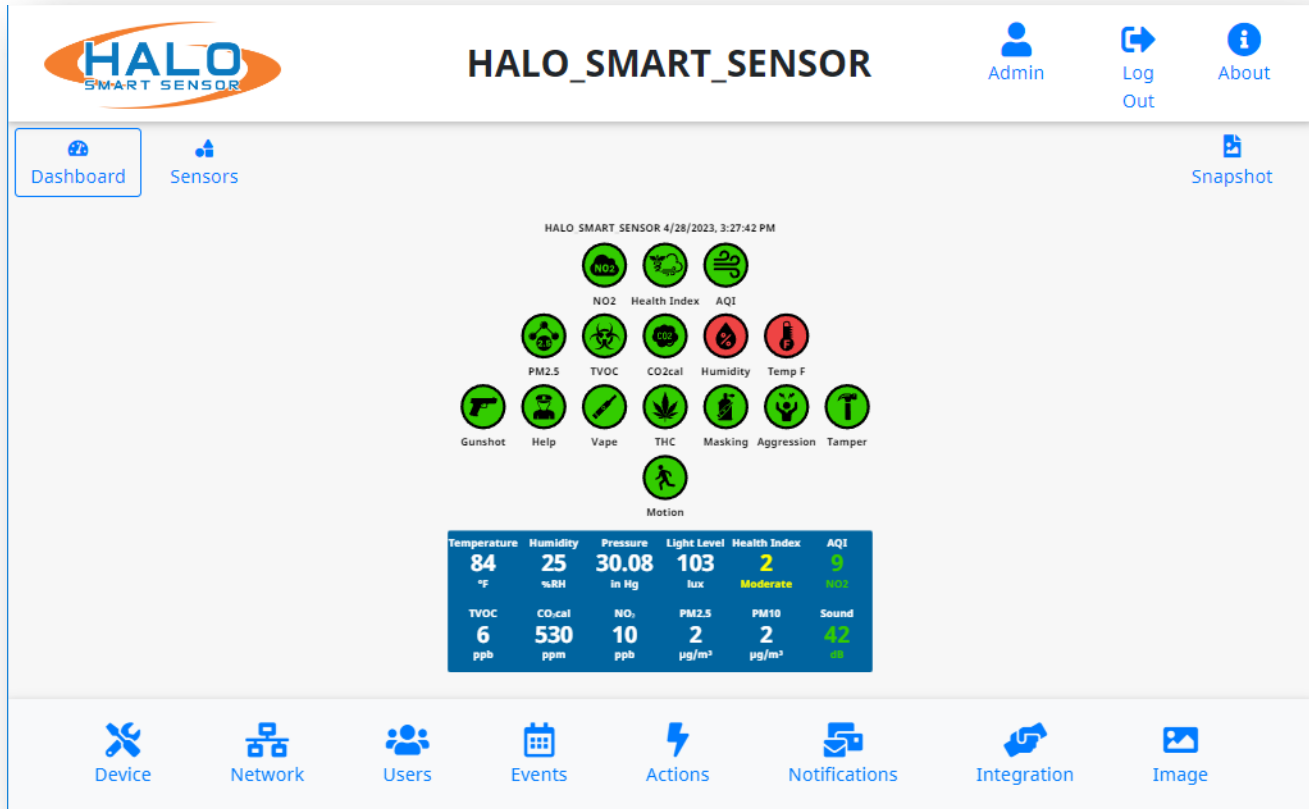 HALO
SMART SENSOR
HALO_SMART_SENSOR
Admin
Log
Out
About
Dashboard
Sensors
Snapshot
HALO_SMART_SENSOR 4/28/2023, 3:27:42 PM
NO2
NO2 Health Index AQI
2.5
CO2
%
F
PM2.5 TVOC CO2cal Humidity Temp F
Gunshot Help Vape THC Masking Aggression Tamper
Motion
Temperature Humidity Pressure Light Level Health Index AQI
84 25 30.08 103 2 9
°F %RH in Hg lux Moderate NO2
TVOC CO₂cal NO₂ PM2.5 PM10 Sound
6 530 10 2 2 42
ppb ppm ppb µg/m³ µg/m³ dB
Device Network Users Events Actions Notifications Integration Image